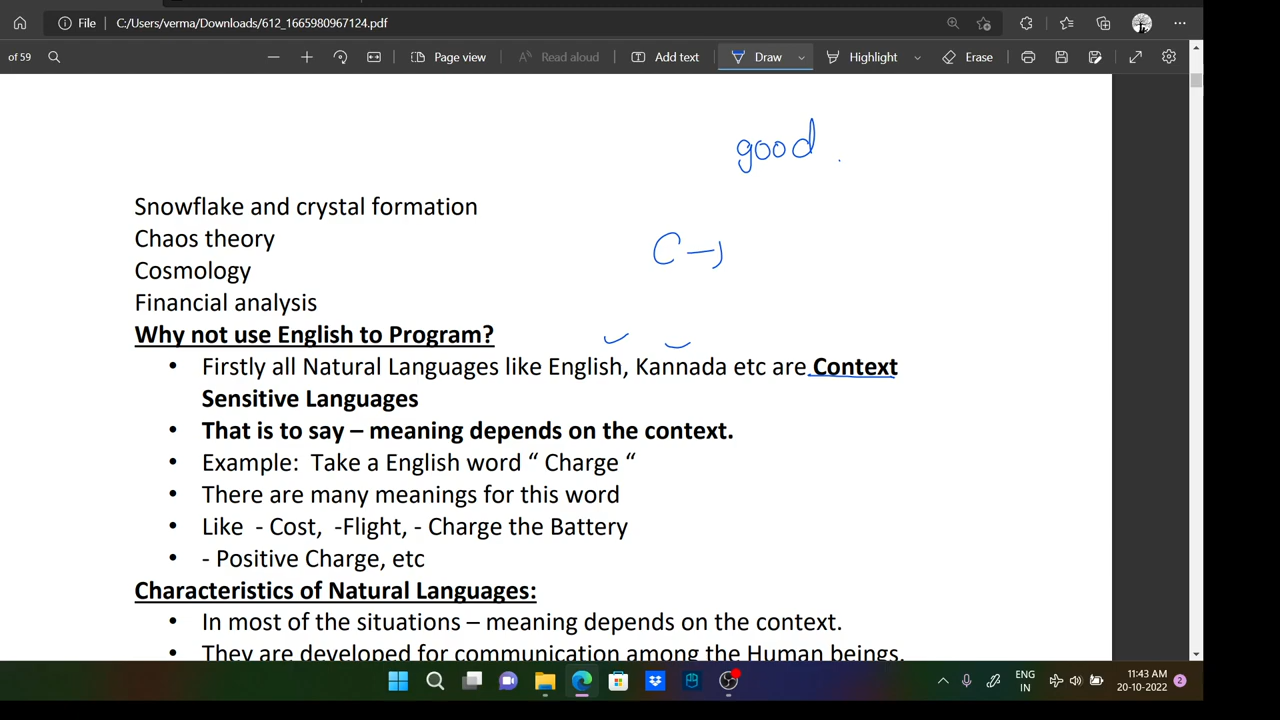 File C:/Users/verma/Downloads/612_1665980967124.pdf
of 59 Page view Read aloud Add text Draw Highlight Erase
good .
Snowflake and crystal formation
Chaos theory
C →
Cosmology
Financial analysis
Why not use English to Program?
• Firstly all Natural Languages like English, Kannada etc are Context
Sensitive Languages
• That is to say – meaning depends on the context.
• Example: Take a English word “ Charge “
• There are many meanings for this word
• Like - Cost, -Flight, - Charge the Battery
• - Positive Charge, etc
Characteristics of Natural Languages:
• In most of the situations – meaning depends on the context.
• They are developed for communication among the Human beings.
ENG
IN
11:43 AM
20-10-2022
2